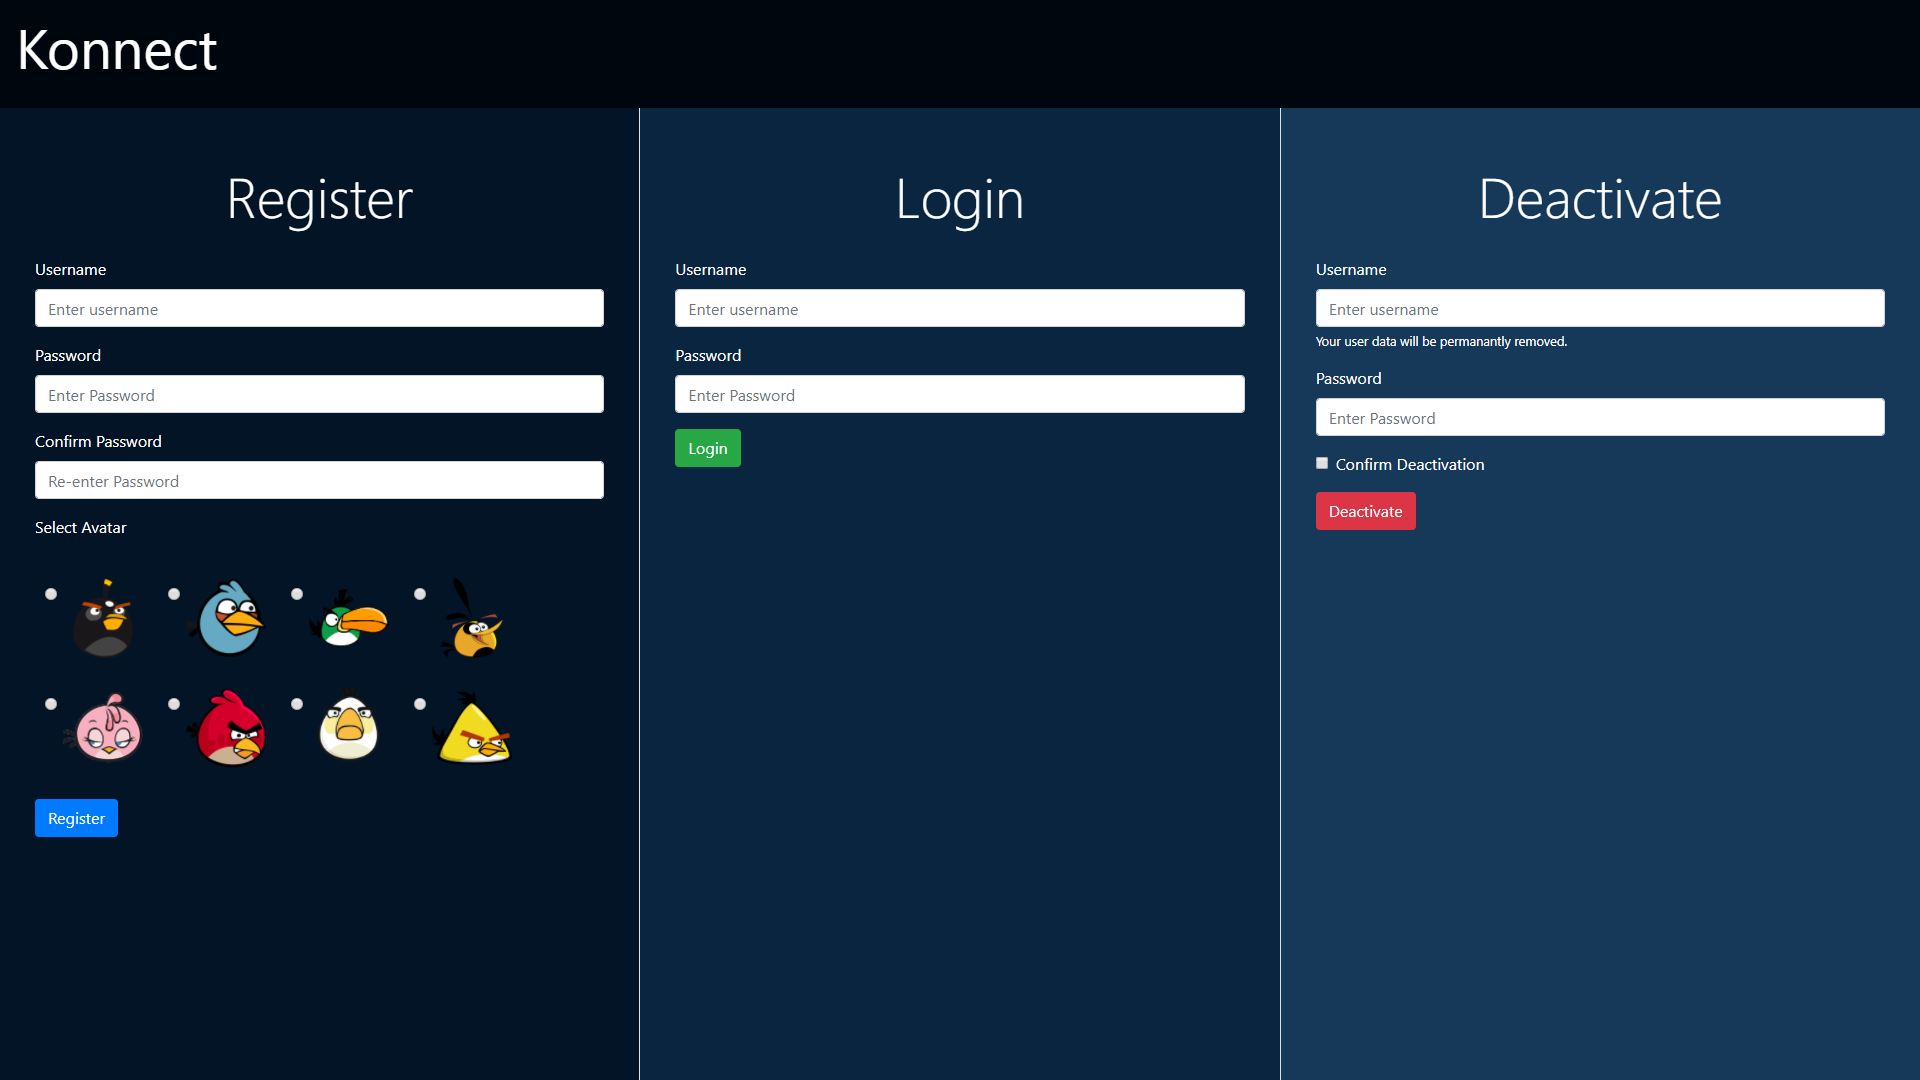 Konnect
Register
Username
Enter username
Password
Enter Password
Confirm Password
Re-enter Password
Select Avatar
Register
Login
Username
Enter username
Password
Enter Password
Login
Deactivate
Username
Enter username
Your user data will be permanantly removed.
Password
Enter Password
Confirm Deactivation
Deactivate